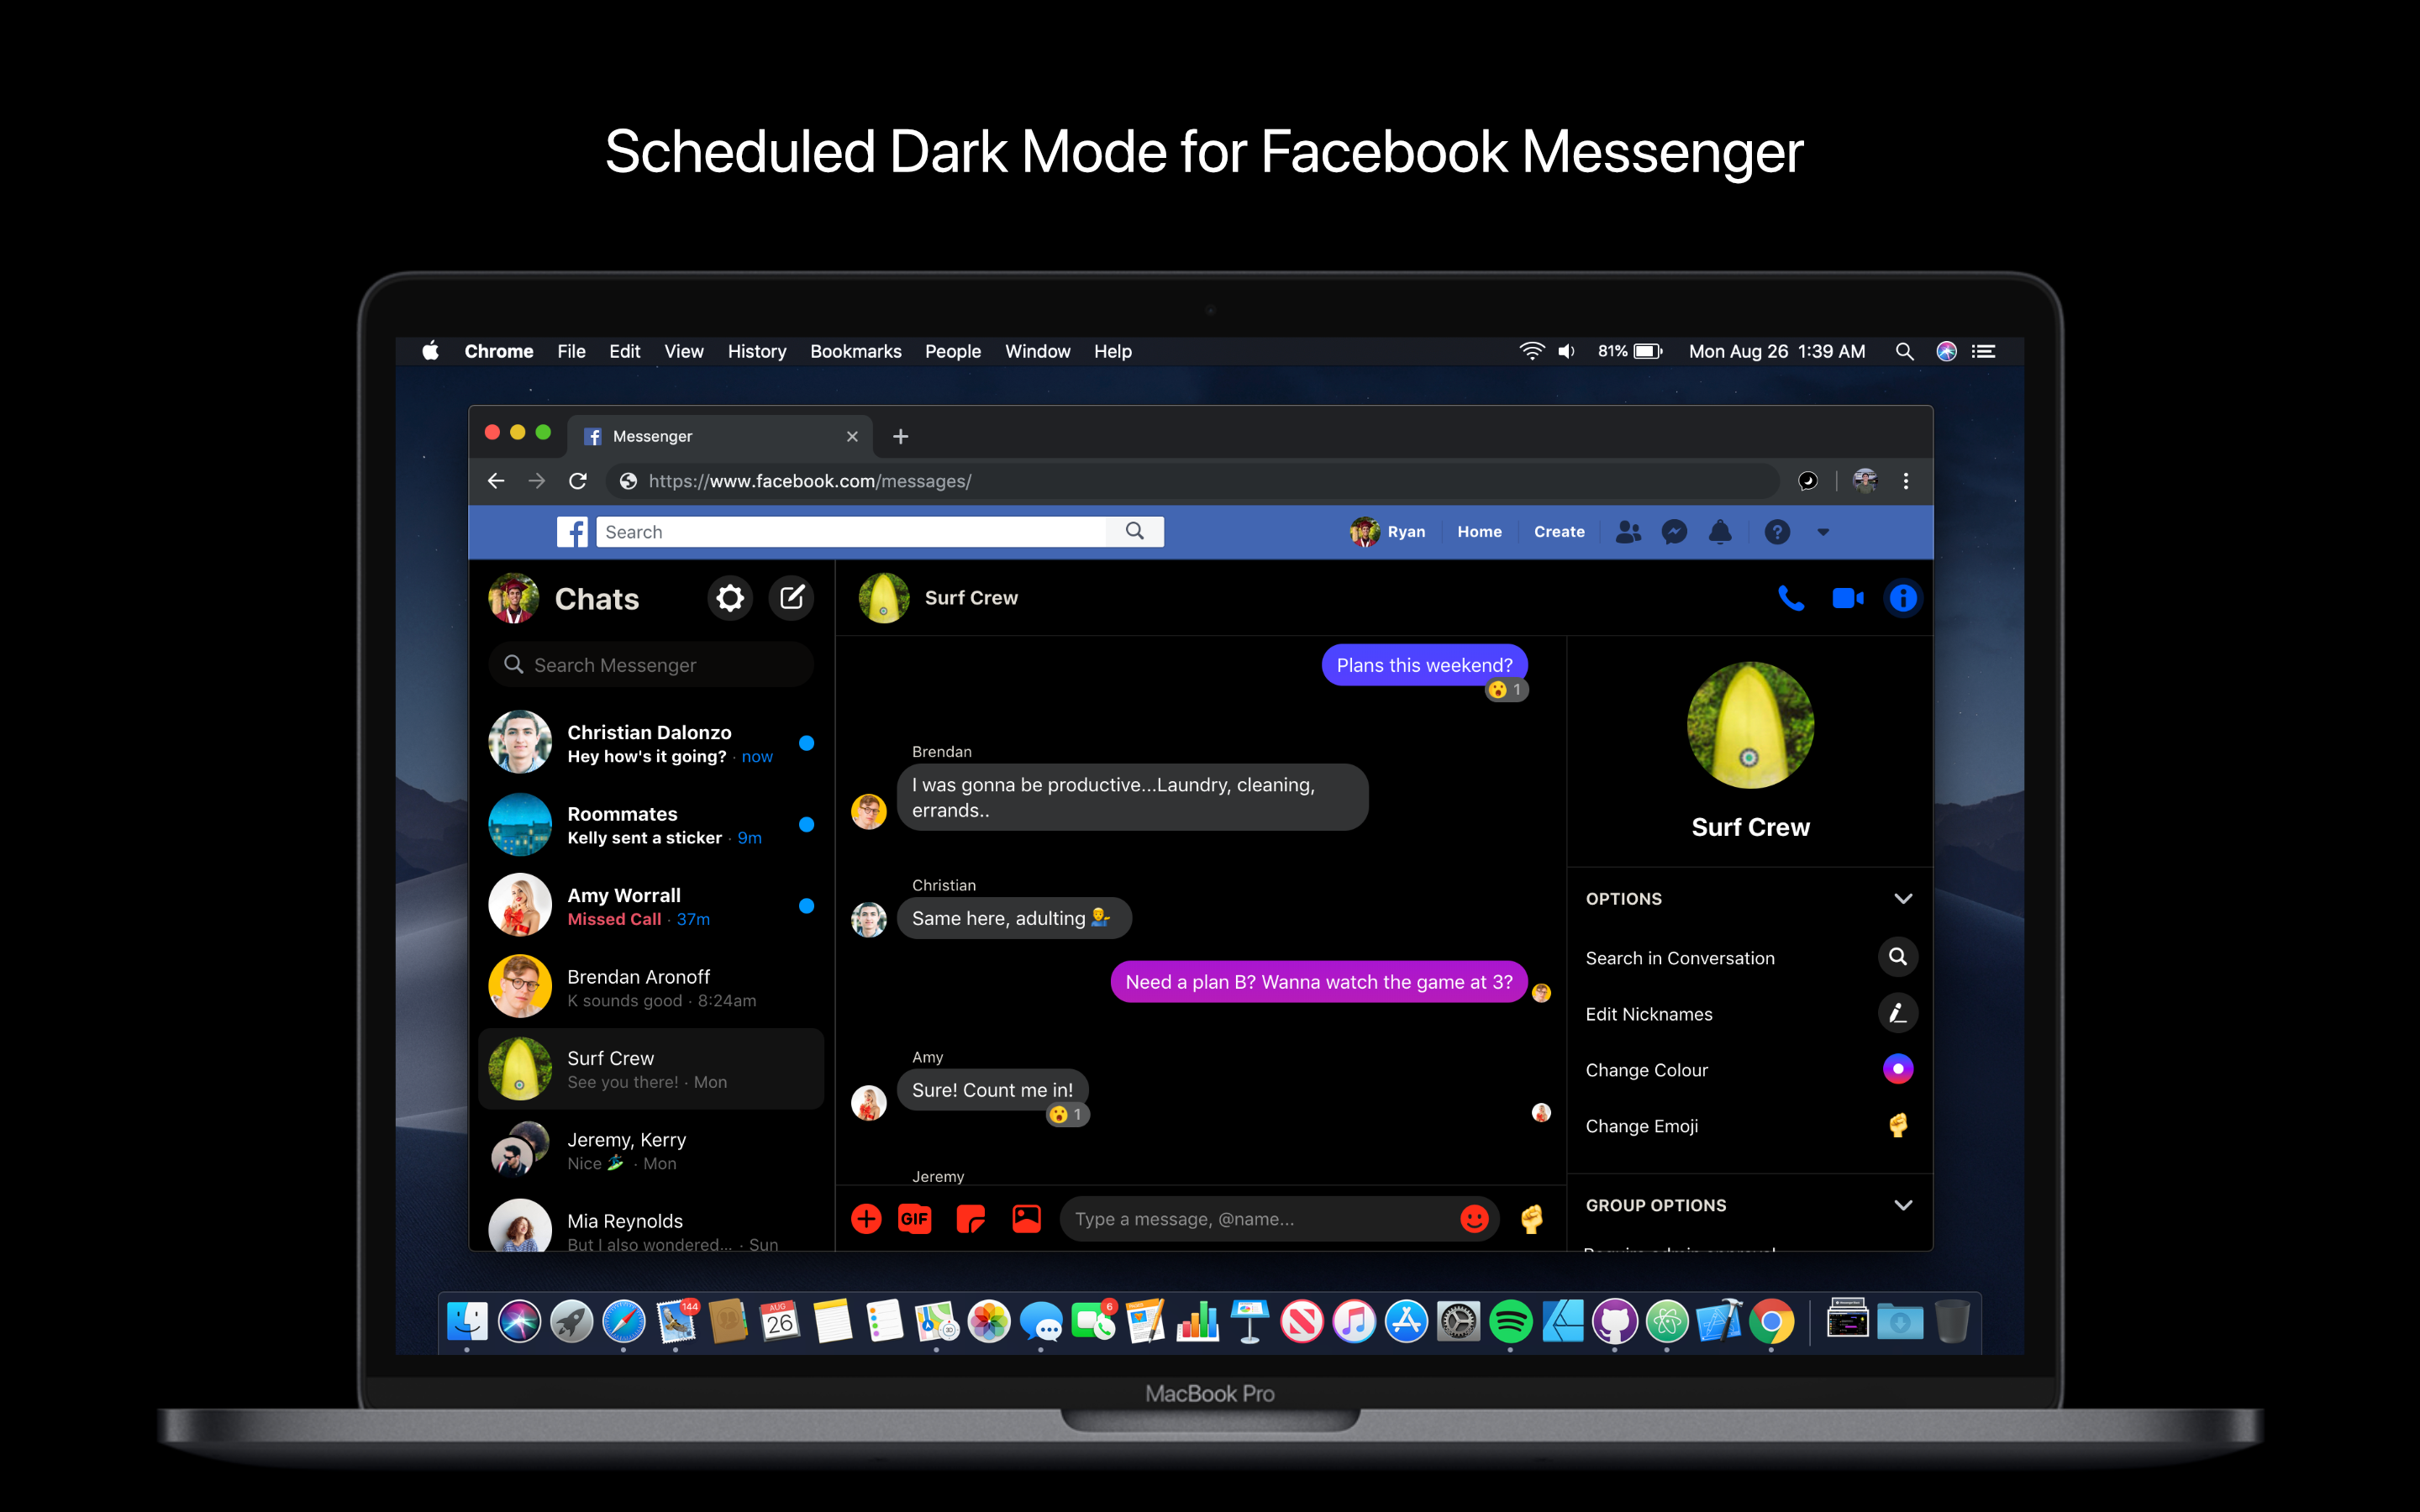 Scheduled Dark Mode for Facebook Messenger
Chrome File Edit View History Bookmarks People Window Help 81% Mon Aug 26 1:39 AM
Messenger
https://www.facebook.com/messages/
Search Ryan Home Create
Chats
Search Messenger
Christian Dalonzo
Hey how's it going? · now
Roommates
Kelly sent a sticker · 9m
Amy Worrall
Missed Call · 37m
Brendan Aronoff
K sounds good · 8:24am
Surf Crew
See you there! · Mon
Jeremy, Kerry
Nice 🏄 · Mon
Mia Reynolds
But I also wondered... · Sun
Surf Crew
Plans this weekend?
😮 1
Brendan
I was gonna be productive...Laundry, cleaning,
errands..
Christian
Same here, adulting 💁‍♂️
Need a plan B? Wanna watch the game at 3?
Amy
Sure! Count me in!
😮 1
Jeremy
GIF Type a message, @name...
Surf Crew
OPTIONS
Search in Conversation
Edit Nicknames
Change Colour
Change Emoji
GROUP OPTIONS
144
AUG
26
3D
6
MacBook Pro